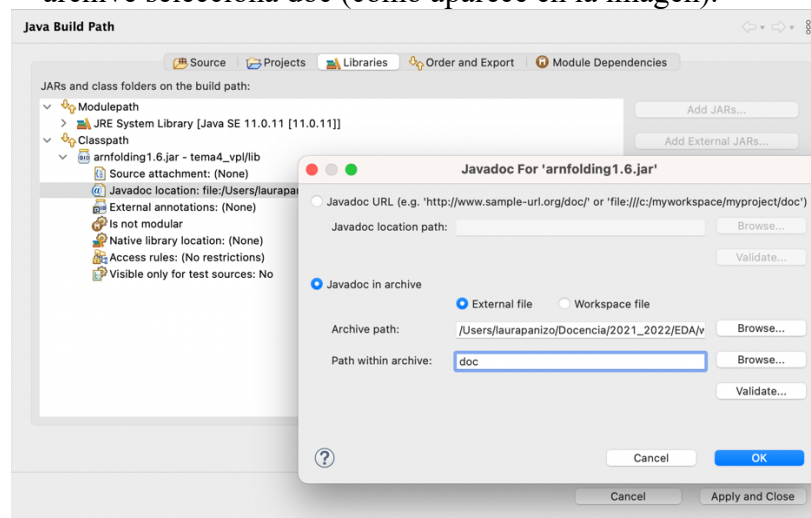 archive selecciona doc (como aparece en la imagen).
Java Build Path
Source Projects Libraries Order and Export Module Dependencies
JARs and class folders on the build path:
Modulepath
JRE System Library [Java SE 11.0.11 [11.0.11]]
Classpath
arnfolding1.6.jar - tema4_vpl/lib
Source attachment: (None)
Javadoc location: file:/Users/laurapan
External annotations: (None)
Is not modular
Native library location: (None)
Access rules: (No restrictions)
Visible only for test sources: No
Add JARs...
Add External JARs...
Javadoc For 'arnfolding1.6.jar'
Javadoc URL (e.g. 'http://www.sample-url.org/doc/' or 'file:///c:/myworkspace/myproject/doc')
Javadoc location path: Browse...
Validate...
Javadoc in archive
External file Workspace file
Archive path: /Users/laurapanizo/Docencia/2021_2022/EDA/v Browse...
Path within archive: doc Browse...
Validate...
? Cancel OK
Cancel Apply and Close